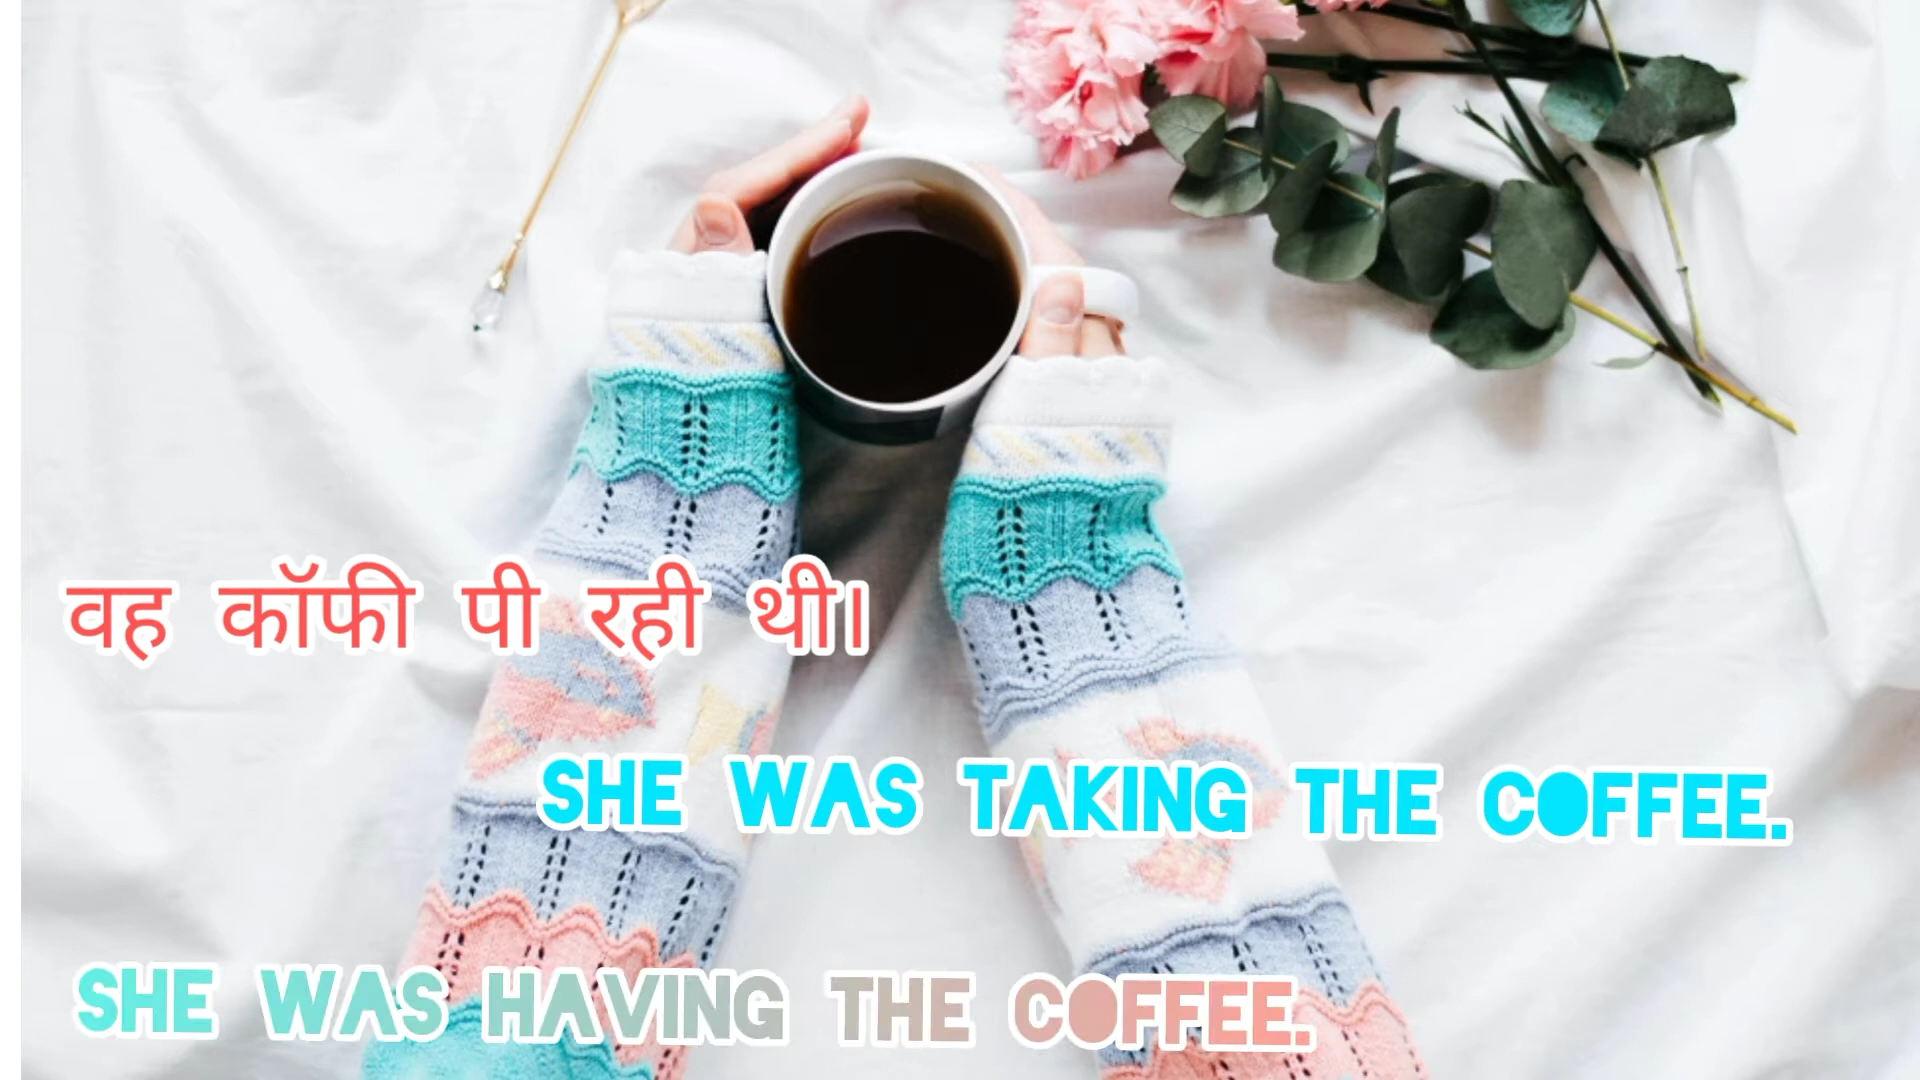 वह कॉफी पी रही थी।
SHE WAS TAKING THE COFFEE.
SHE WAS HAVING THE COFFEE.